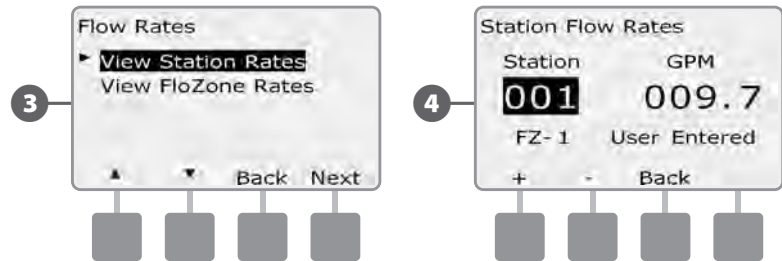 Flow Rates
► View Station Rates
View FloZone Rates
▲ ▼ Back Next
3
Station Flow Rates
Station GPM
001 009.7
FZ- 1 User Entered
+ - Back
4